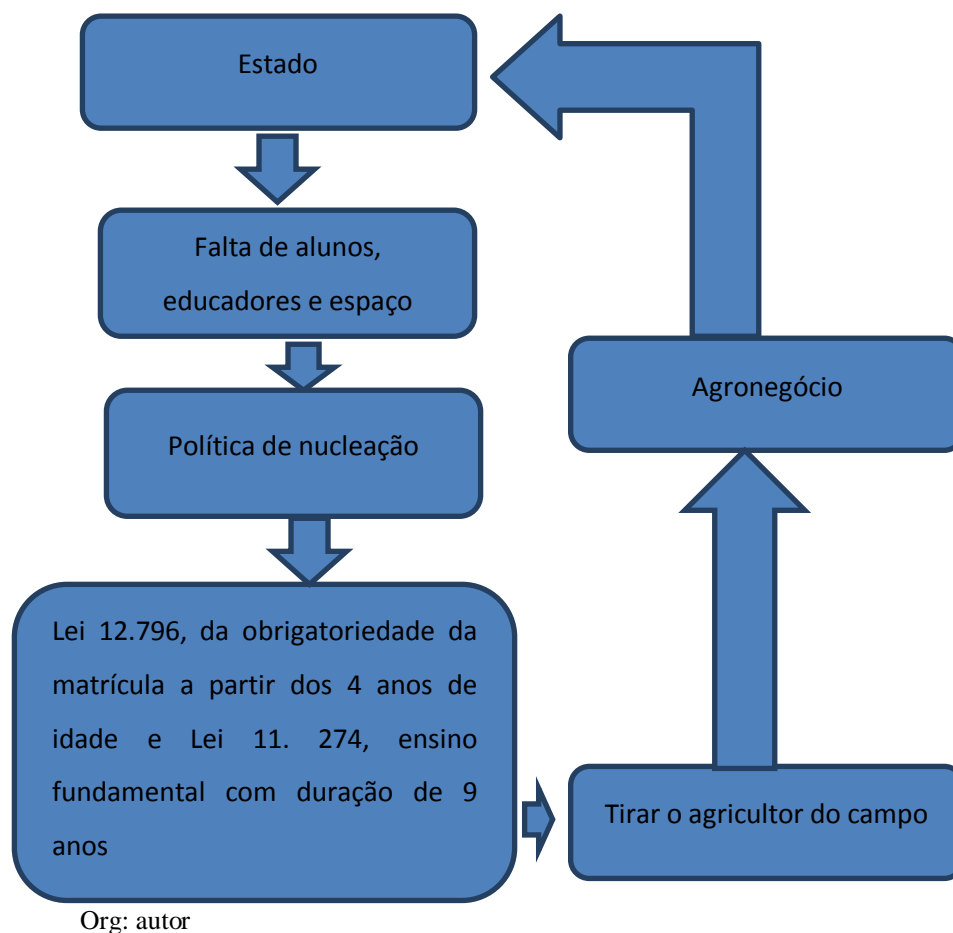 Estado
Falta de alunos,
educadores e espaço
Política de nucleação
Lei 12.796, da obrigatoriedade da
matrícula a partir dos 4 anos de
idade e Lei 11. 274, ensino
fundamental com duração de 9
anos
Tirar o agricultor do campo
Agronegócio
Org: autor